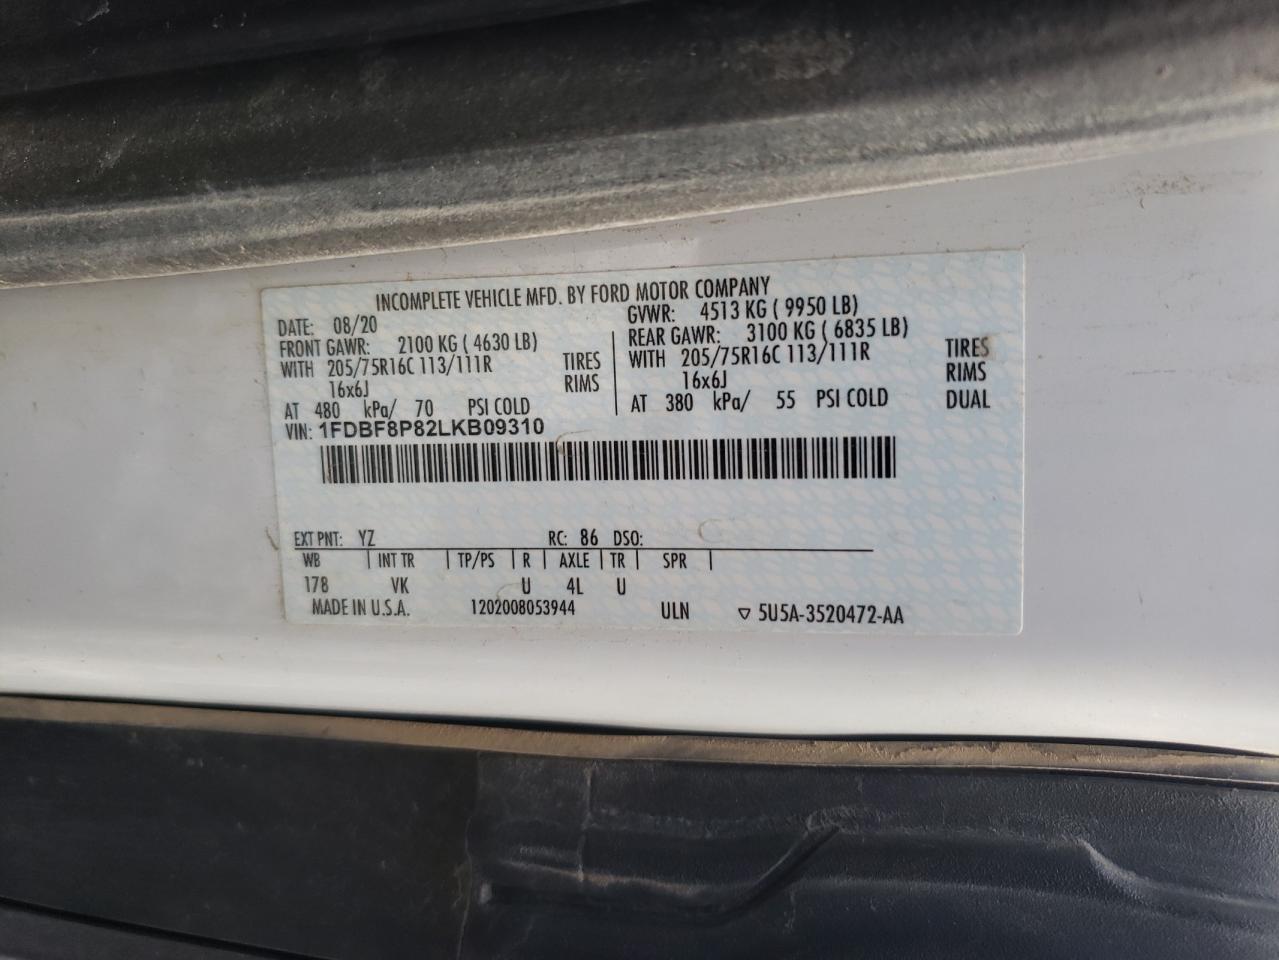 INCOMPLETE VEHICLE MFD. BY FORD MOTOR COMPANY
DATE: 08/20
GVWR: 4513 KG ( 9950 LB)
FRONT GAWR: 2100 KG ( 4630 LB)
REAR GAWR: 3100 KG ( 6835 LB)
WITH 205/75R16C 113/111R TIRES
WITH 205/75R16C 113/111R TIRES
16x6J RIMS
16x6J RIMS
AT 480 kPa/ 70 PSI COLD
AT 380 kPa/ 55 PSI COLD DUAL
VIN: 1FDBF8P82LKB09310
EXT PNT: YZ RC: 86 DSO:
WB | INT TR | TP/PS | R | AXLE | TR | SPR |
178 VK U 4L U
MADE IN U.S.A. 1202008053944 ULN ▽ 5U5A-3520472-AA